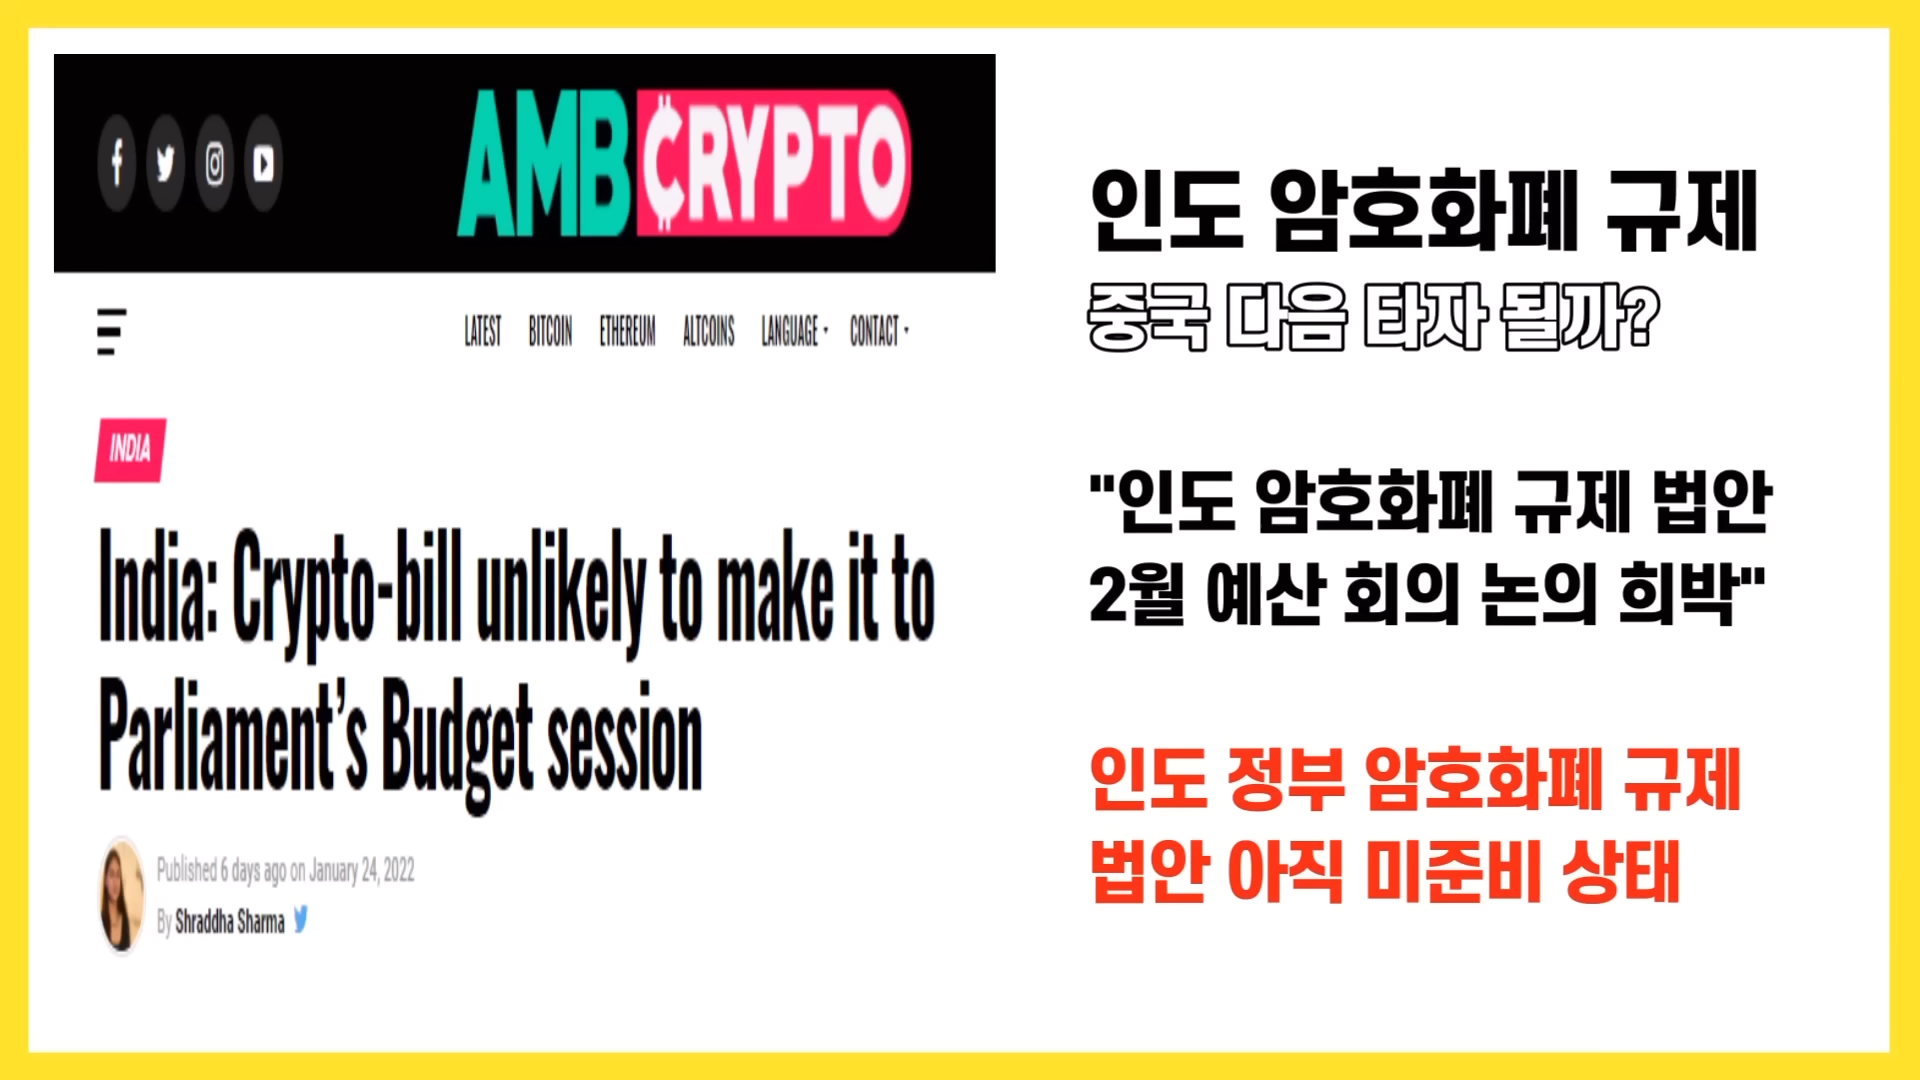 AMBCRYPTO
LATEST BITCOIN ETHEREUM ALTCOINS LANGUAGE CONTACT
INDIA
India: Crypto-bill unlikely to make it to
Parliament's Budget session
Published 6 days ago on January 24, 2022
By Shraddha Sharma
인도 암호화폐 규제
중국 다음 타자 될까?
"인도 암호화폐 규제 법안
2월 예산 회의 논의 희박"
인도 정부 암호화폐 규제
법안 아직 미준비 상태